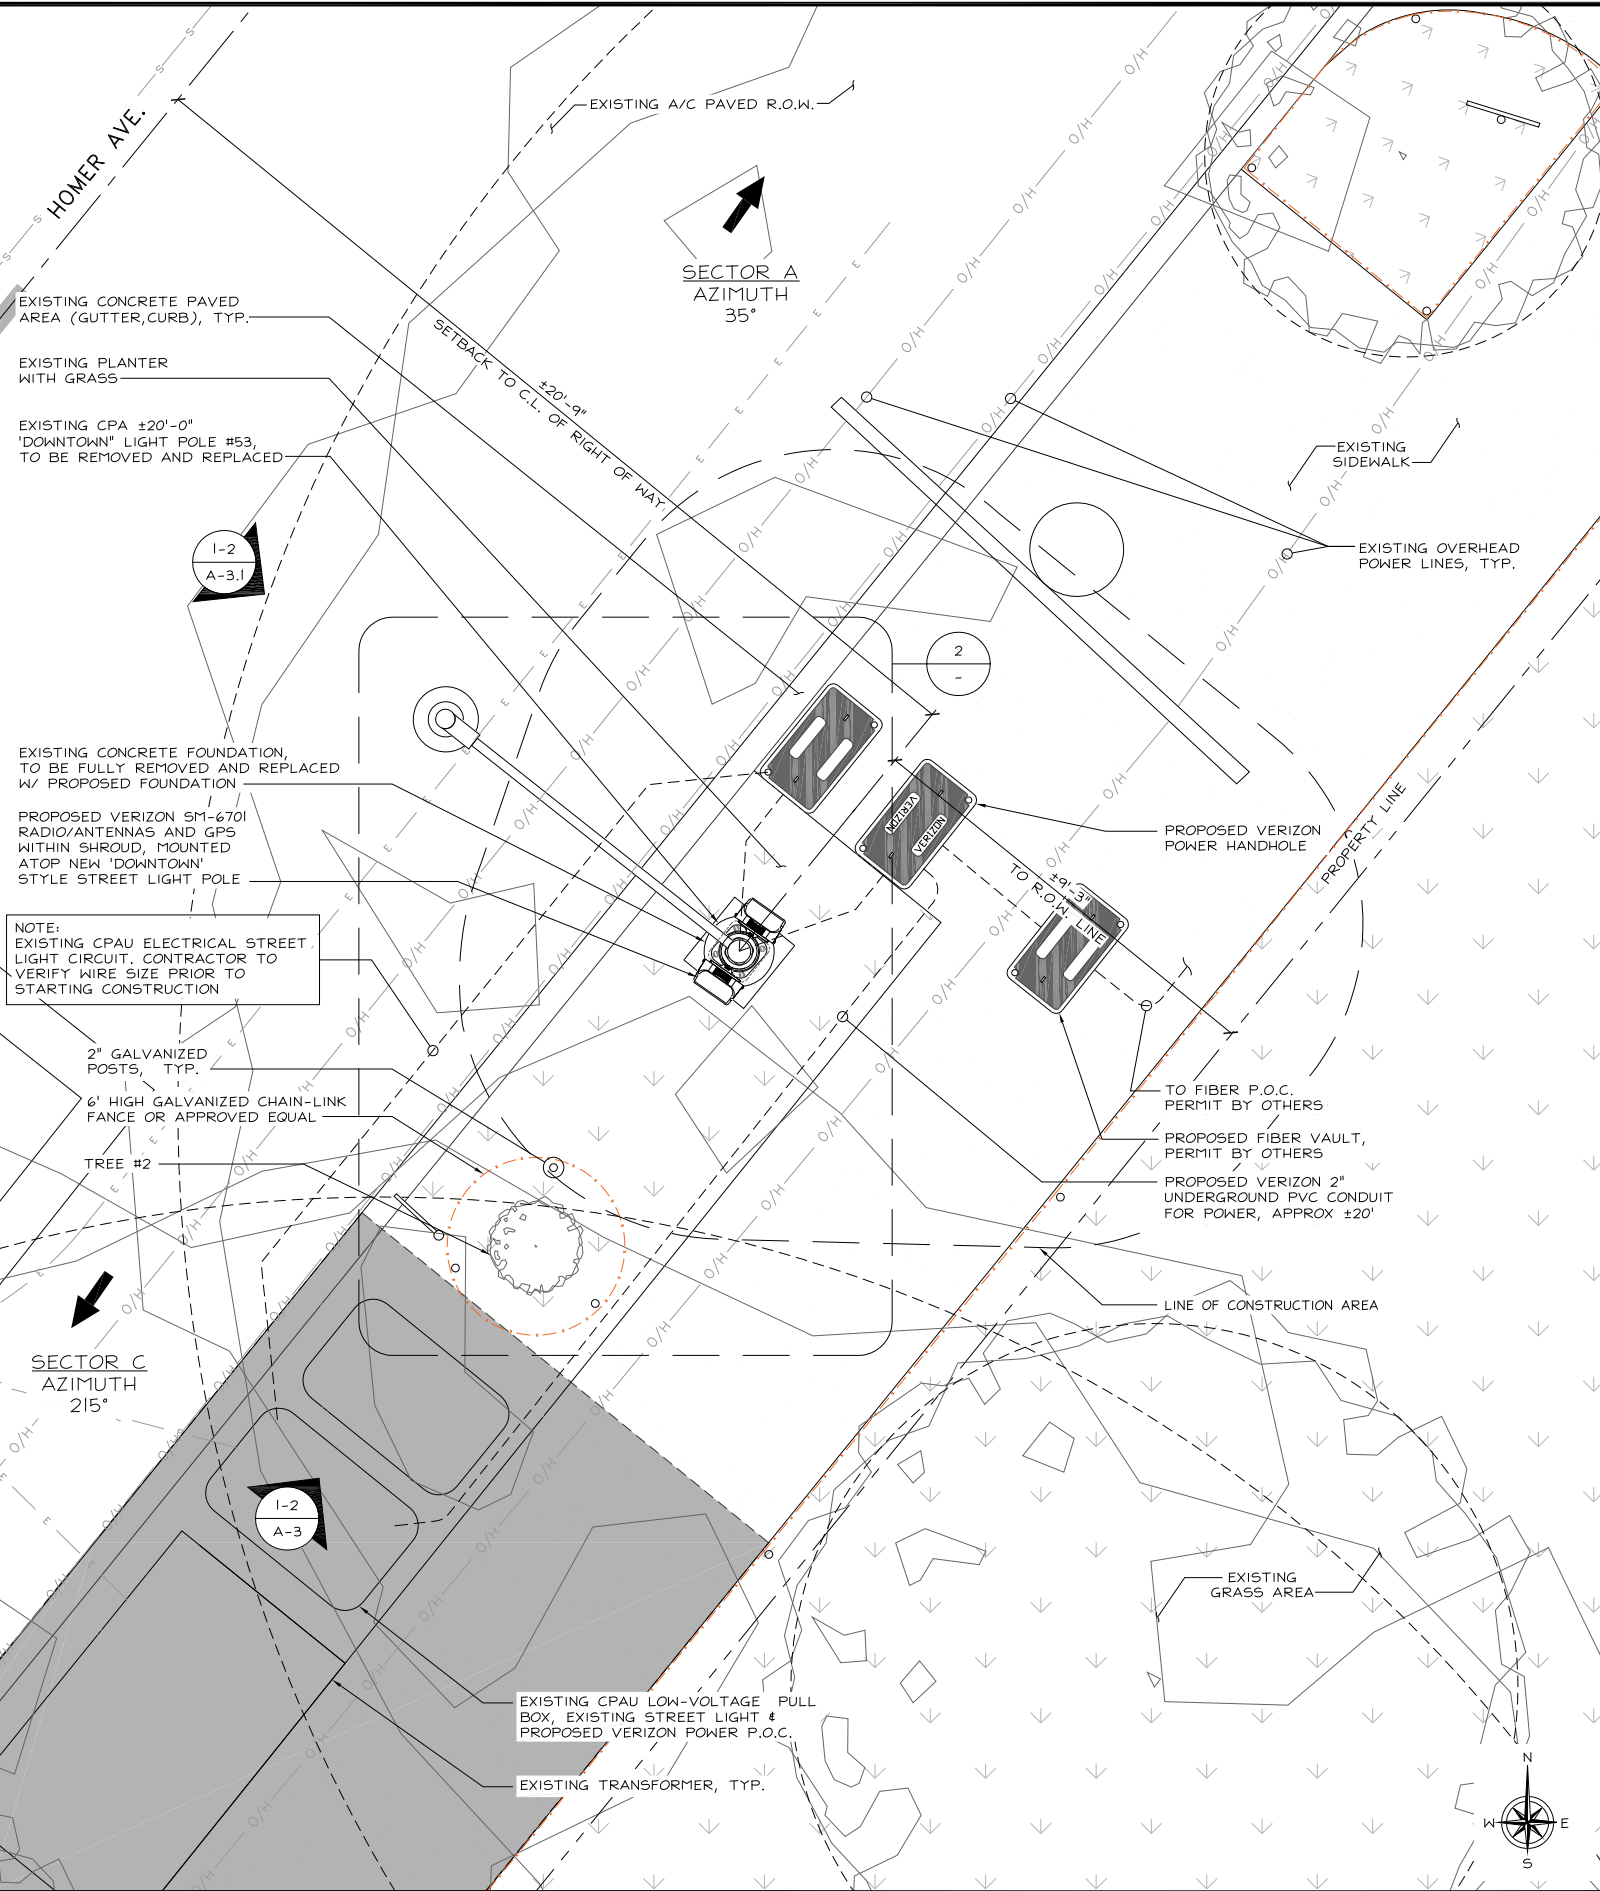 HOMER AVE.
EXISTING A/C PAVED R.O.W.
SECTOR A
AZIMUTH
35°
EXISTING CONCRETE PAVED
AREA (GUTTER,CURB), TYP.
EXISTING PLANTER
WITH GRASS
EXISTING CPA ±20'-0"
'DOWNTOWN" LIGHT POLE #53,
TO BE REMOVED AND REPLACED
±20'-9"
SETBACK TO C.L. OF RIGHT OF WAY
EXISTING
SIDEWALK
EXISTING OVERHEAD
POWER LINES, TYP.
1-2
A-3.1
2
-
EXISTING CONCRETE FOUNDATION,
TO BE FULLY REMOVED AND REPLACED
W/ PROPOSED FOUNDATION
PROPOSED VERIZON SM-6701
RADIO/ANTENNAS AND GPS
WITHIN SHROUD, MOUNTED
ATOP NEW 'DOWNTOWN'
STYLE STREET LIGHT POLE
VERIZON
VERIZON
PROPOSED VERIZON
POWER HANDHOLE
PROPERTY LINE
±9'-3"
TO R.O.W. LINE
NOTE:
EXISTING CPAU ELECTRICAL STREET
LIGHT CIRCUIT. CONTRACTOR TO
VERIFY WIRE SIZE PRIOR TO
STARTING CONSTRUCTION
2" GALVANIZED
POSTS, TYP.
6' HIGH GALVANIZED CHAIN-LINK
FANCE OR APPROVED EQUAL
TREE #2
TO FIBER P.O.C.
PERMIT BY OTHERS
PROPOSED FIBER VAULT,
PERMIT BY OTHERS
PROPOSED VERIZON 2"
UNDERGROUND PVC CONDUIT
FOR POWER, APPROX ±20'
LINE OF CONSTRUCTION AREA
SECTOR C
AZIMUTH
215°
1-2
A-3
EXISTING
GRASS AREA
EXISTING CPAU LOW-VOLTAGE PULL
BOX, EXISTING STREET LIGHT &
PROPOSED VERIZON POWER P.O.C.
EXISTING TRANSFORMER, TYP.
N
W
E
S